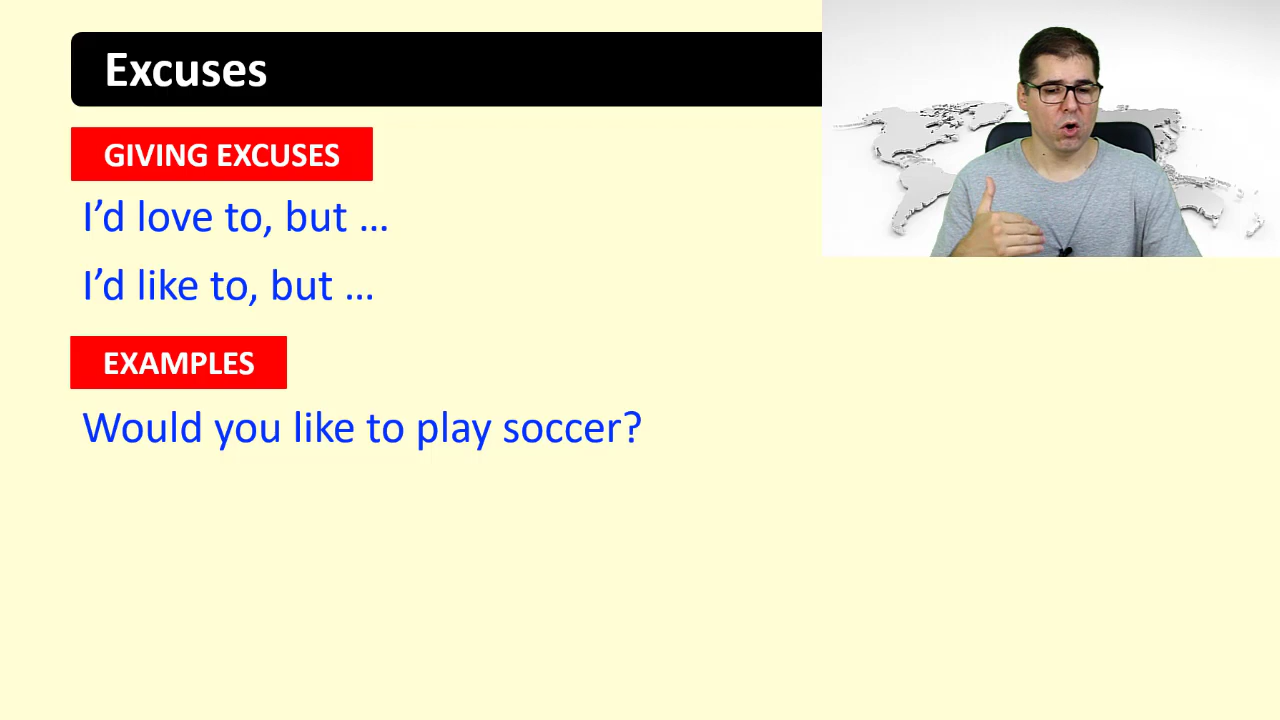 Excuses
GIVING EXCUSES
I’d love to, but …
I’d like to, but …
EXAMPLES
Would you like to play soccer?